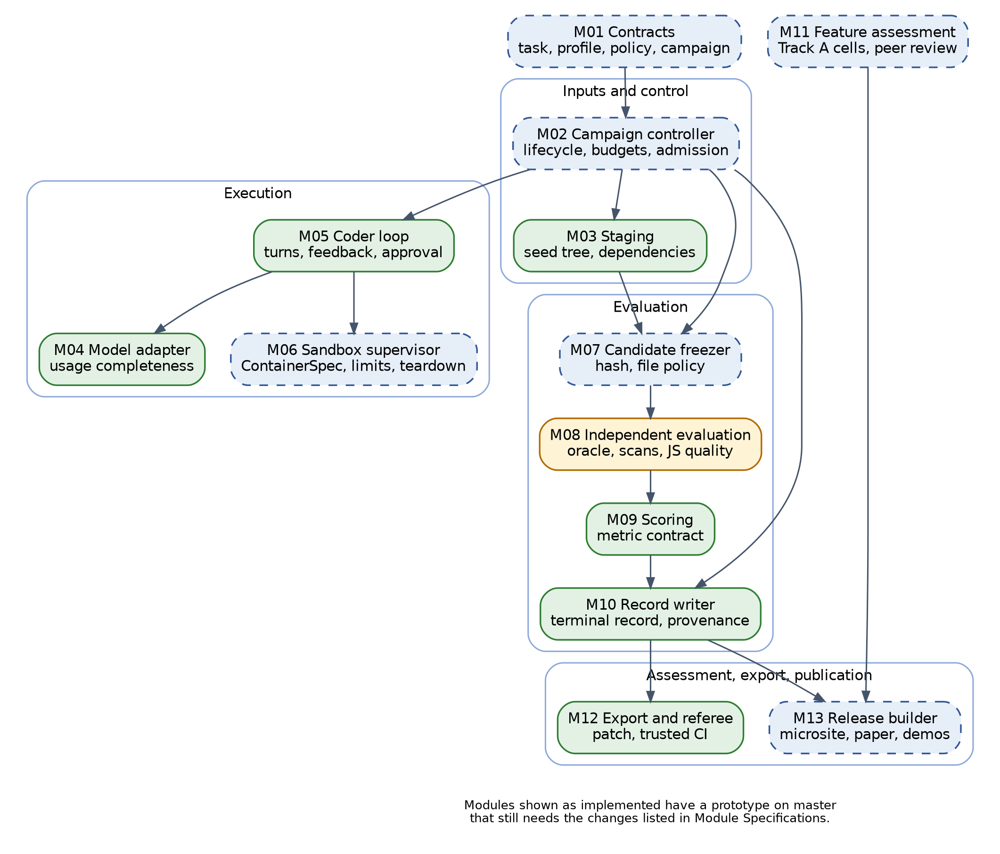 M01 Contracts
task, profile, policy, campaign
M11 Feature assessment
Track A cells, peer review
Inputs and control
M02 Campaign controller
lifecycle, budgets, admission
Execution
M05 Coder loop
turns, feedback, approval
M03 Staging
seed tree, dependencies
Evaluation
M04 Model adapter
usage completeness
M06 Sandbox supervisor
ContainerSpec, limits, teardown
M07 Candidate freezer
hash, file policy
M08 Independent evaluation
oracle, scans, JS quality
M09 Scoring
metric contract
M10 Record writer
terminal record, provenance
Assessment, export, publication
M12 Export and referee
patch, trusted CI
M13 Release builder
microsite, paper, demos
Modules shown as implemented have a prototype on master
that still needs the changes listed in Module Specifications.